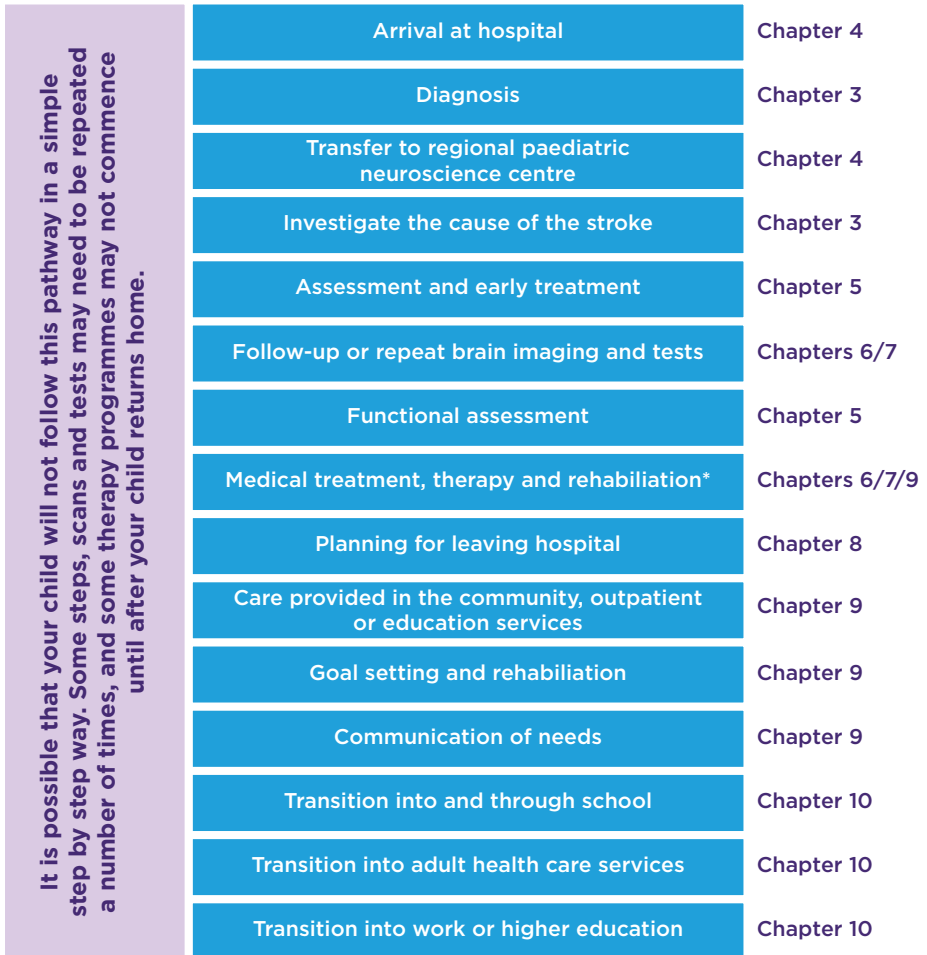 It is possible that your child will not follow this pathway in a simple
step by step way. Some steps, scans and tests may need to be repeated
a number of times, and some therapy programmes may not commence
until after your child returns home.
Arrival at hospital
Chapter 4
Diagnosis
Chapter 3
Transfer to regional paediatric
neuroscience centre
Chapter 4
Investigate the cause of the stroke
Chapter 3
Assessment and early treatment
Chapter 5
Follow-up or repeat brain imaging and tests
Chapters 6/7
Functional assessment
Chapter 5
Medical treatment, therapy and rehabiliation*
Chapters 6/7/9
Planning for leaving hospital
Chapter 8
Care provided in the community, outpatient
or education services
Chapter 9
Goal setting and rehabiliation
Chapter 9
Communication of needs
Chapter 9
Transition into and through school
Chapter 10
Transition into adult health care services
Chapter 10
Transition into work or higher education
Chapter 10